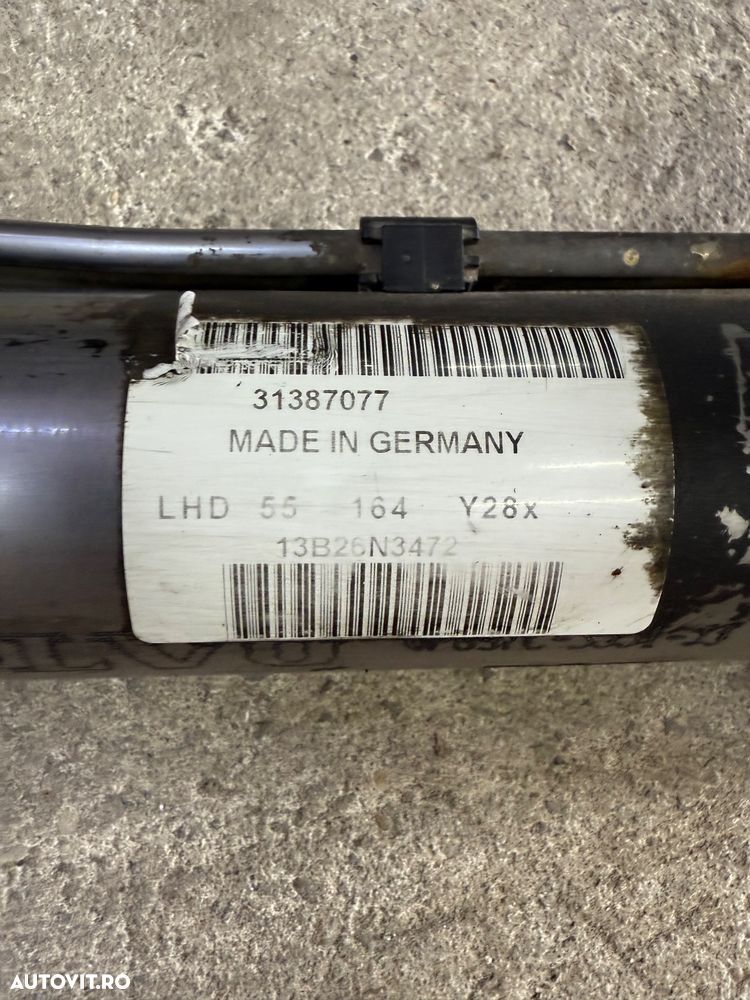 31387077
MADE IN GERMANY
LHD 55 164 Y28x
13B26N3472
AUTOVIT.RO